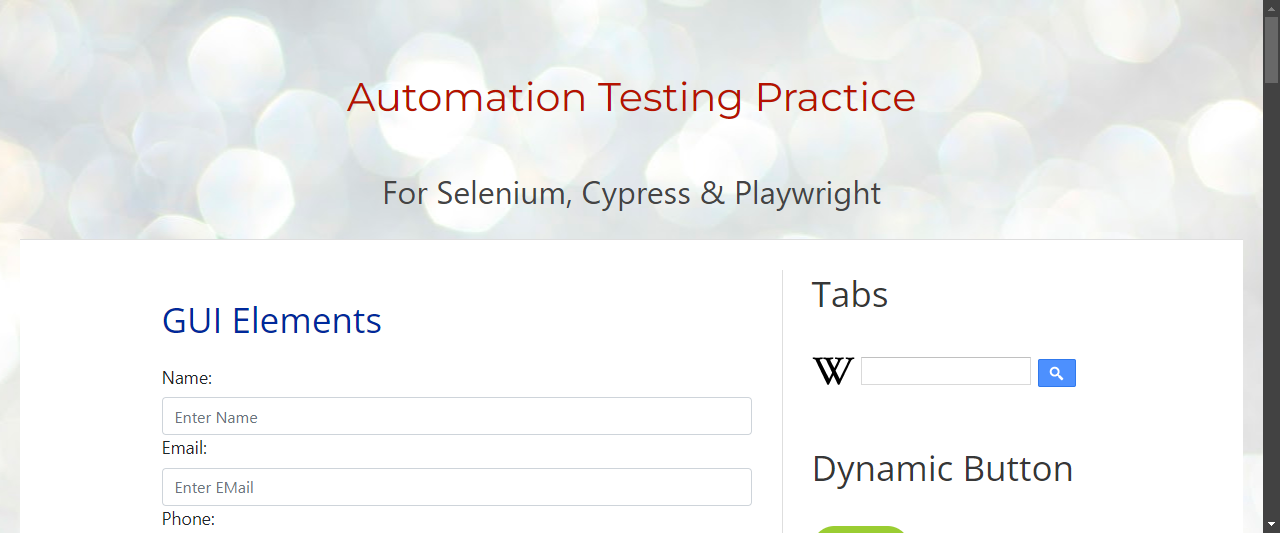 Automation Testing Practice
For Selenium, Cypress & Playwright
GUI Elements
Name:
Enter Name
Email:
Enter EMail
Phone:
Tabs
W
Dynamic Button